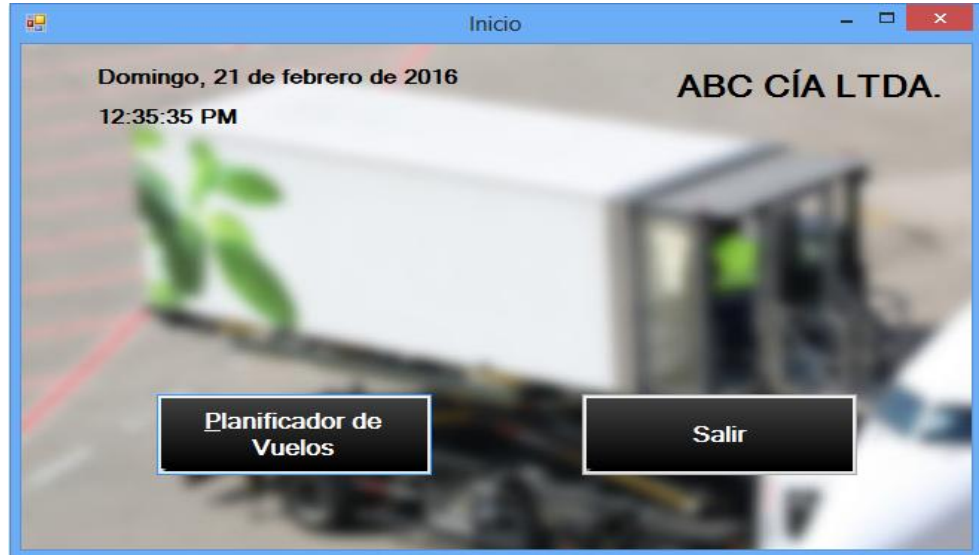 Inicio
Domingo, 21 de febrero de 2016
ABC CÍA LTDA.
12:35:35 PM
Planificador de
Vuelos
Salir